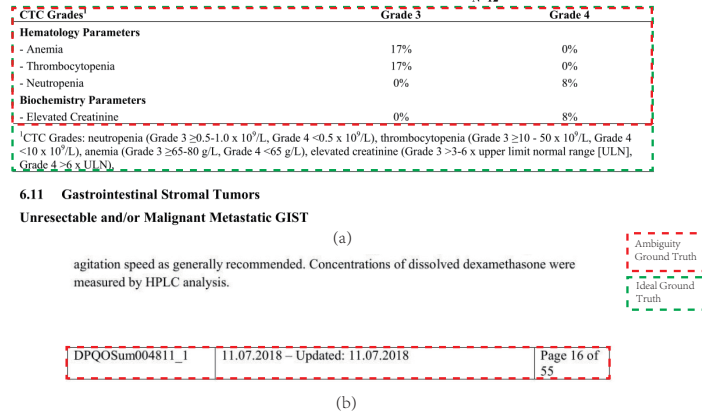 CTC Grades¹ Grade 3 Grade 4
Hematology Parameters
- Anemia 17% 0%
- Thrombocytopenia 17% 0%
- Neutropenia 0% 8%
Biochemistry Parameters
- Elevated Creatinine 0% 8%
¹CTC Grades: neutropenia (Grade 3 ≥0.5-1.0 x 10⁹/L, Grade 4 <0.5 x 10⁹/L), thrombocytopenia (Grade 3 ≥10 - 50 x 10⁹/L, Grade 4
<10 x 10⁹/L), anemia (Grade 3 ≥65-80 g/L, Grade 4 <65 g/L), elevated creatinine (Grade 3 >3-6 x upper limit normal range [ULN],
Grade 4 >6 x ULN).
6.11 Gastrointestinal Stromal Tumors
Unresectable and/or Malignant Metastatic GIST
(a)
Ambiguity
Ground Truth
Ideal Ground
Truth
agitation speed as generally recommended. Concentrations of dissolved dexamethasone were
measured by HPLC analysis.
DPQOSum004811_1 11.07.2018 – Updated: 11.07.2018 Page 16 of
55
(b)